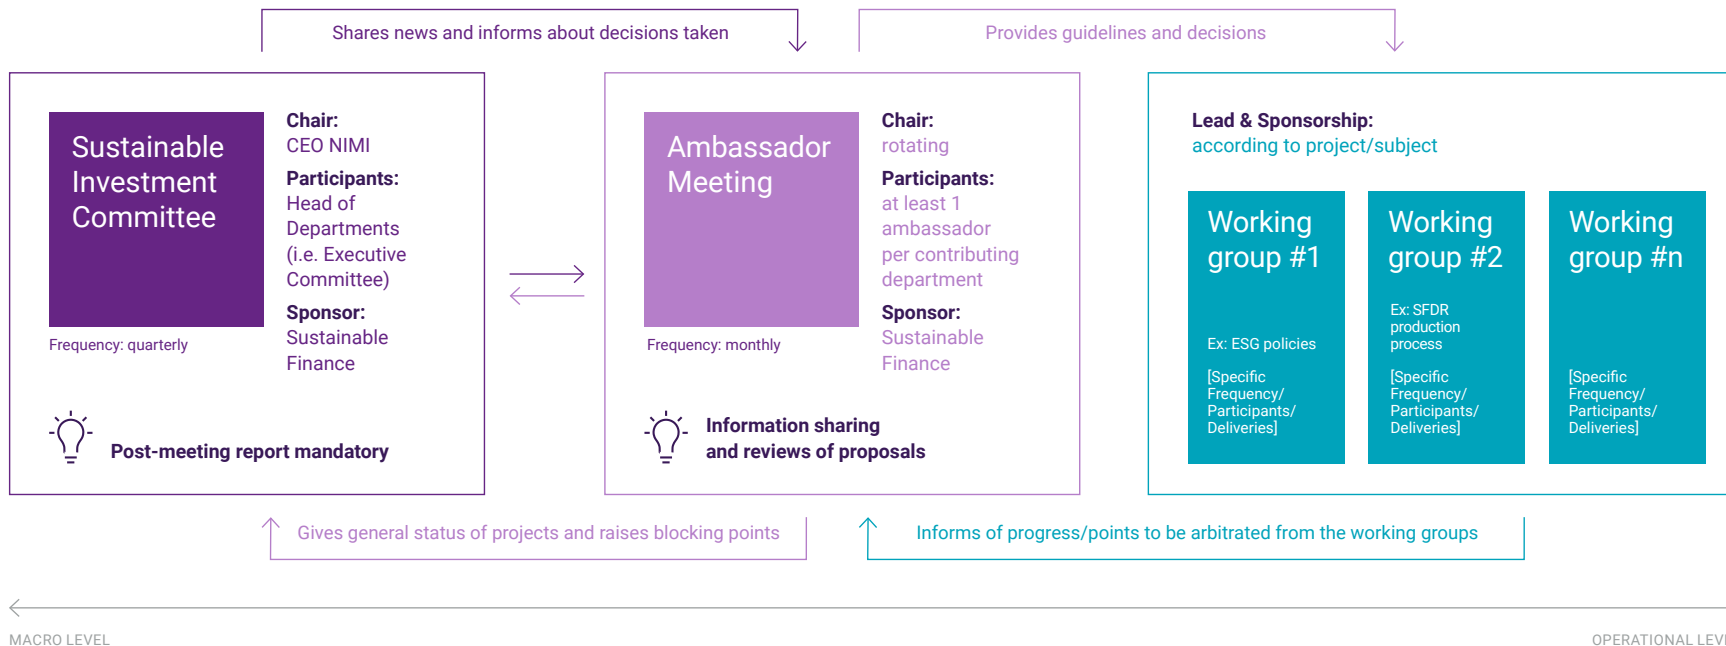 Shares news and informs about decisions taken
Provides guidelines and decisions
Sustainable
Investment
Committee
Frequency: quarterly
Chair:
CEO NIMI
Participants:
Head of
Departments
(i.e. Executive
Committee)
Sponsor:
Sustainable
Finance
Post-meeting report mandatory
Ambassador
Meeting
Frequency: monthly
Chair:
rotating
Participants:
at least 1
ambassador
per contributing
department
Sponsor:
Sustainable
Finance
Information sharing
and reviews of proposals
Lead & Sponsorship:
according to project/subject
Working
group #1
Ex: ESG policies
[Specific
Frequency/
Participants/
Deliveries]
Working
group #2
Ex: SFDR
production
process
[Specific
Frequency/
Participants/
Deliveries]
Working
group #n
[Specific
Frequency/
Participants/
Deliveries]
Gives general status of projects and raises blocking points
Informs of progress/points to be arbitrated from the working groups
MACRO LEVEL
OPERATIONAL